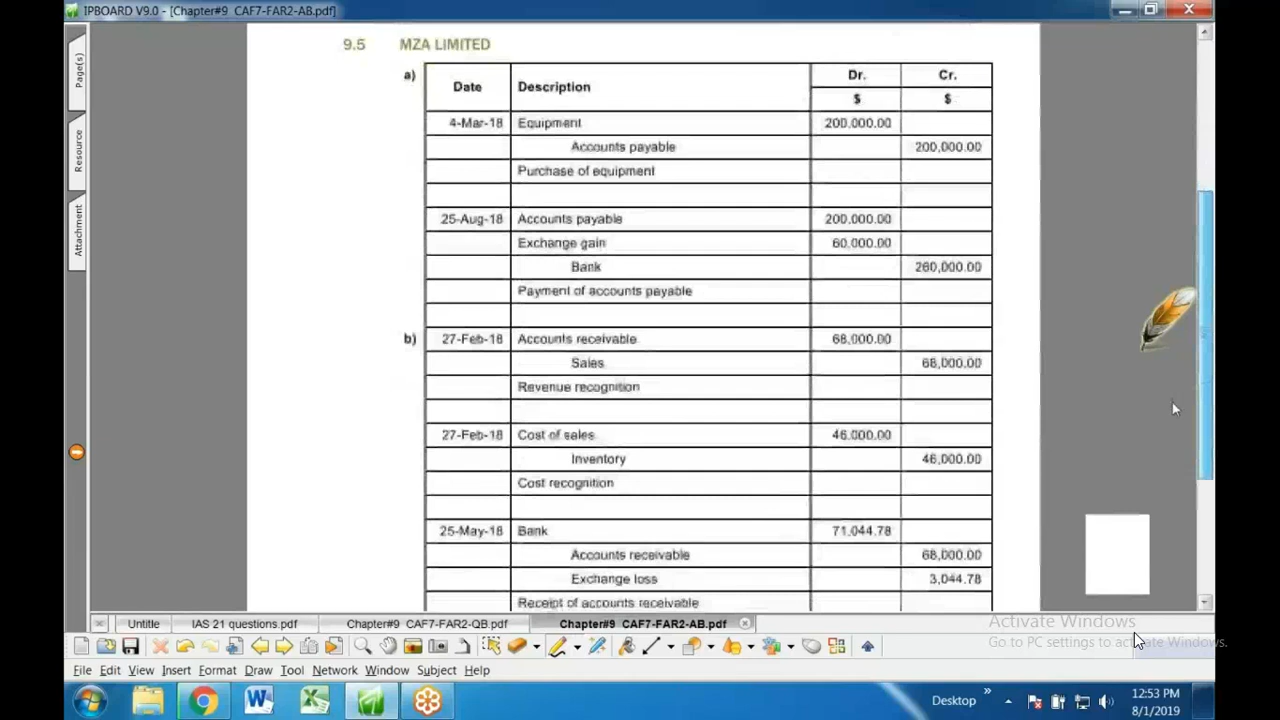 IPBOARD V9.0 - [Chapter#9 CAF7-FAR2-AB.pdf]
Page(s)
Resource
Attachment
9.5 MZA LIMITED
a) Date Description Dr. Cr.
$ $
4-Mar-18 Equipment 200,000.00
Accounts payable 200,000.00
Purchase of equipment
25-Aug-18 Accounts payable 200,000.00
Exchange gain 60,000.00
Bank 260,000.00
Payment of accounts payable
b) 27-Feb-18 Accounts receivable 68,000.00
Sales 68,000.00
Revenue recognition
27-Feb-18 Cost of sales 46,000.00
Inventory 46,000.00
Cost recognition
25-May-18 Bank 71,044.78
Accounts receivable 68,000.00
Exchange loss 3,044.78
Receipt of accounts receivable
Activate Windows
Go to PC settings to activate Windows.
Untitle IAS 21 questions.pdf Chapter#9 CAF7-FAR2-QB.pdf Chapter#9 CAF7-FAR2-AB.pdf
File Edit View Insert Format Draw Tool Network Window Subject Help
Desktop » 12:53 PM
8/1/2019